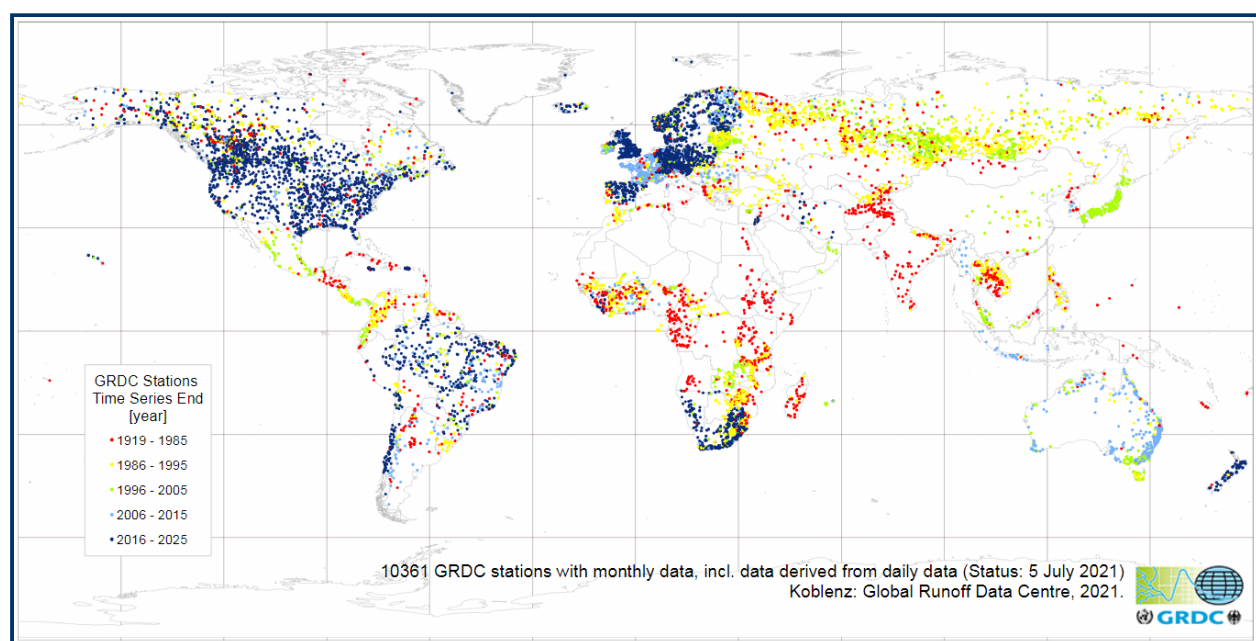 GRDC Stations
Time Series End
[year]
1919 - 1985
1986 - 1995
1996 - 2005
2006 - 2015
2016 - 2025
10361 GRDC stations with monthly data, incl. data derived from daily data (Status: 5 July 2021)
Koblenz: Global Runoff Data Centre, 2021.
GRDC